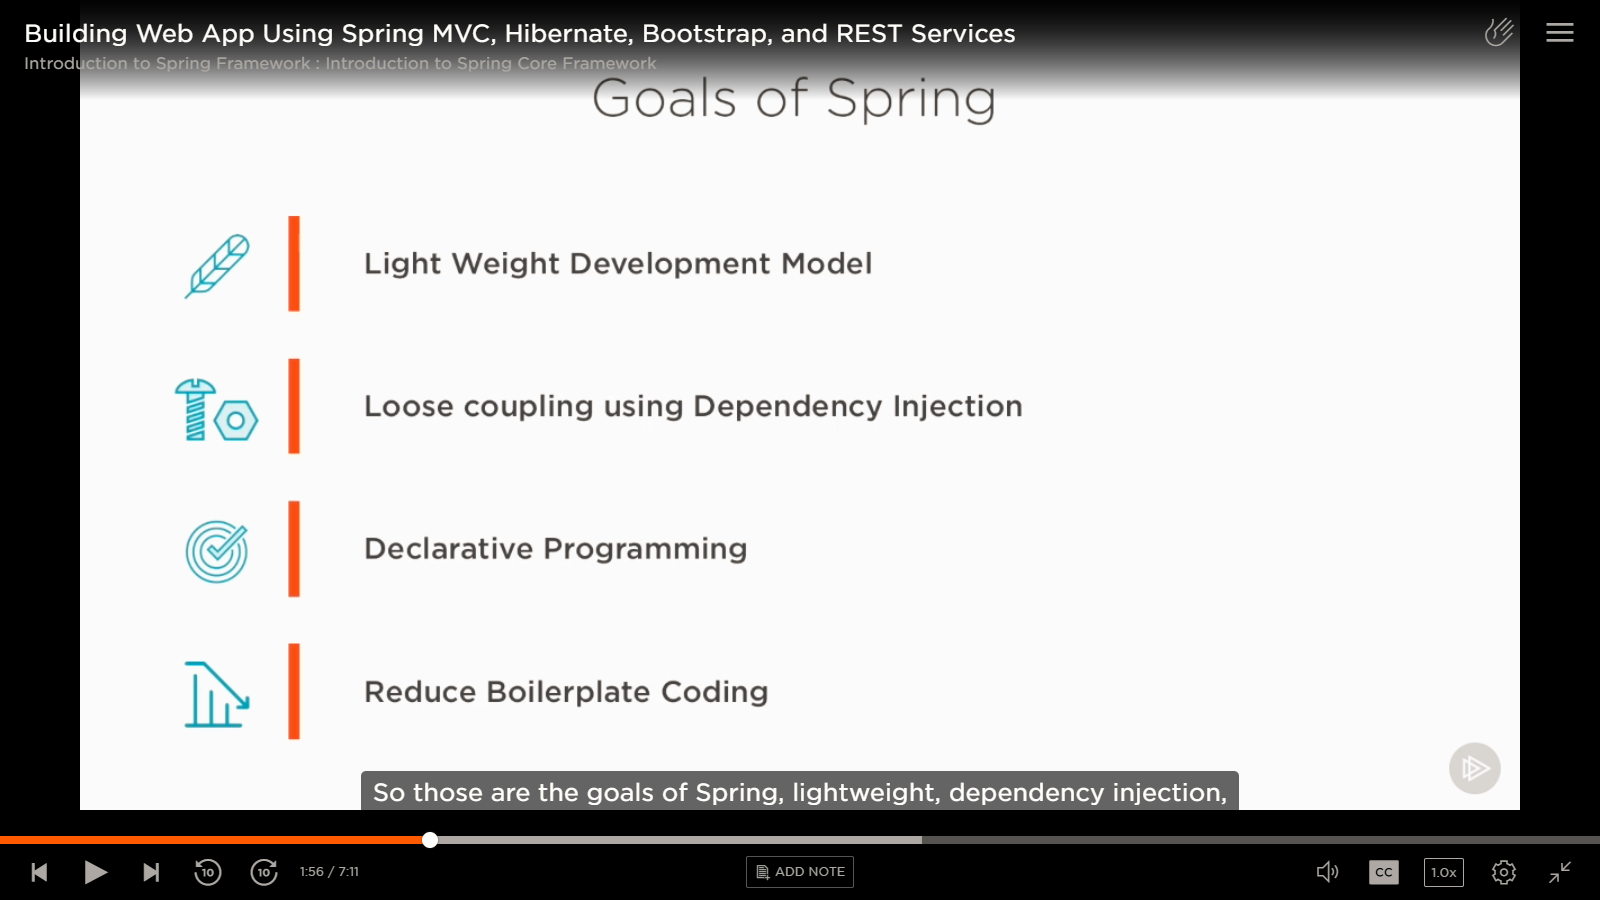 Building Web App Using Spring MVC, Hibernate, Bootstrap, and REST Services
Introduction to Spring Framework : Introduction to Spring Core Framework
Goals of Spring
Light Weight Development Model
Loose coupling using Dependency Injection
Declarative Programming
Reduce Boilerplate Coding
So those are the goals of Spring, lightweight, dependency injection,
10
10
1:56 / 7:11
ADD NOTE
CC
1.0x